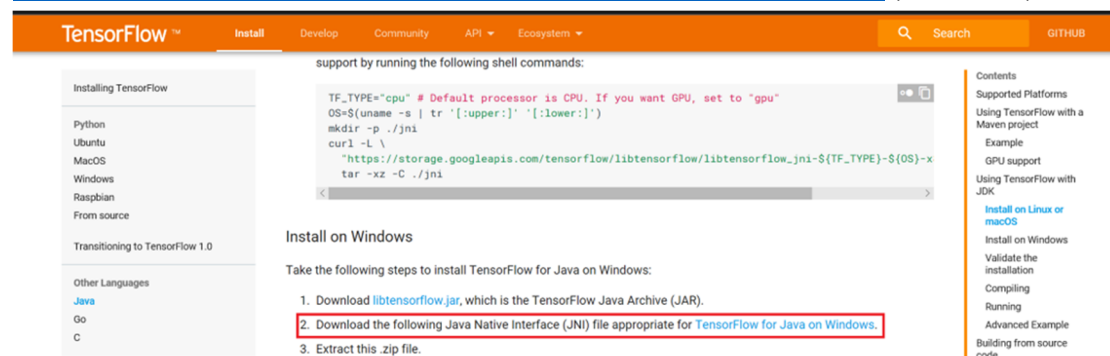 TensorFlow ™
Install
Develop
Community
API
Ecosystem
Search
GITHUB
Installing TensorFlow
Python
Ubuntu
MacOS
Windows
Raspbian
From source
Transitioning to TensorFlow 1.0
Other Languages
Java
Go
C
support by running the following shell commands:
TF_TYPE="cpu" # Default processor is CPU. If you want GPU, set to "gpu"
OS=$(uname -s | tr '[:upper:]' '[:lower:]')
mkdir -p ./jni
curl -L \
"https://storage.googleapis.com/tensorflow/libtensorflow/libtensorflow_jni-${TF_TYPE}-${OS}-x
tar -xz -C ./jni
Install on Windows
Take the following steps to install TensorFlow for Java on Windows:
1. Download libtensorflow.jar, which is the TensorFlow Java Archive (JAR).
2. Download the following Java Native Interface (JNI) file appropriate for TensorFlow for Java on Windows.
3. Extract this .zip file.
Contents
Supported Platforms
Using TensorFlow with a
Maven project
Example
GPU support
Using TensorFlow with
JDK
Install on Linux or
macOS
Install on Windows
Validate the
installation
Compiling
Running
Advanced Example
Building from source
code